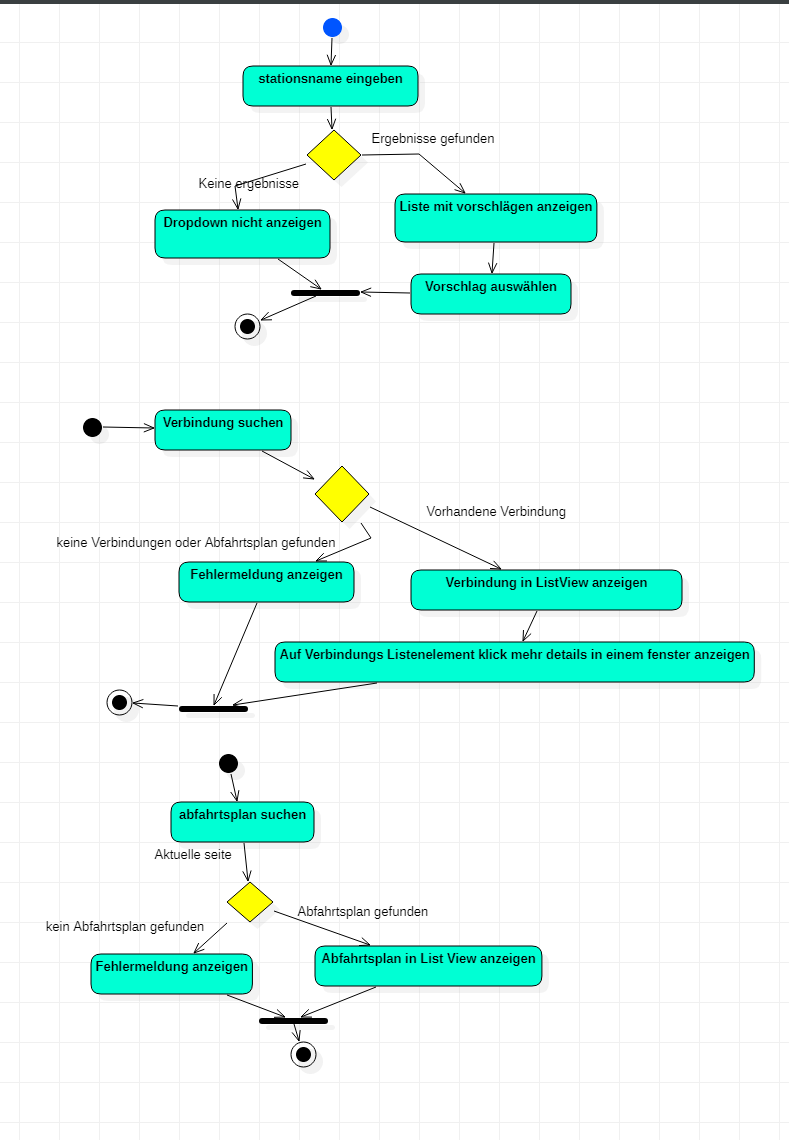 stationsname eingeben
Ergebnisse gefunden
Keine ergebnisse
Liste mit vorschlägen anzeigen
Dropdown nicht anzeigen
Vorschlag auswählen
Verbindung suchen
Vorhandene Verbindung
keine Verbindungen oder Abfahrtsplan gefunden
Fehlermeldung anzeigen
Verbindung in ListView anzeigen
Auf Verbindungs Listenelement klick mehr details in einem fenster anzeigen
abfahrtsplan suchen
Aktuelle seite
Abfahrtsplan gefunden
kein Abfahrtsplan gefunden
Fehlermeldung anzeigen
Abfahrtsplan in List View anzeigen